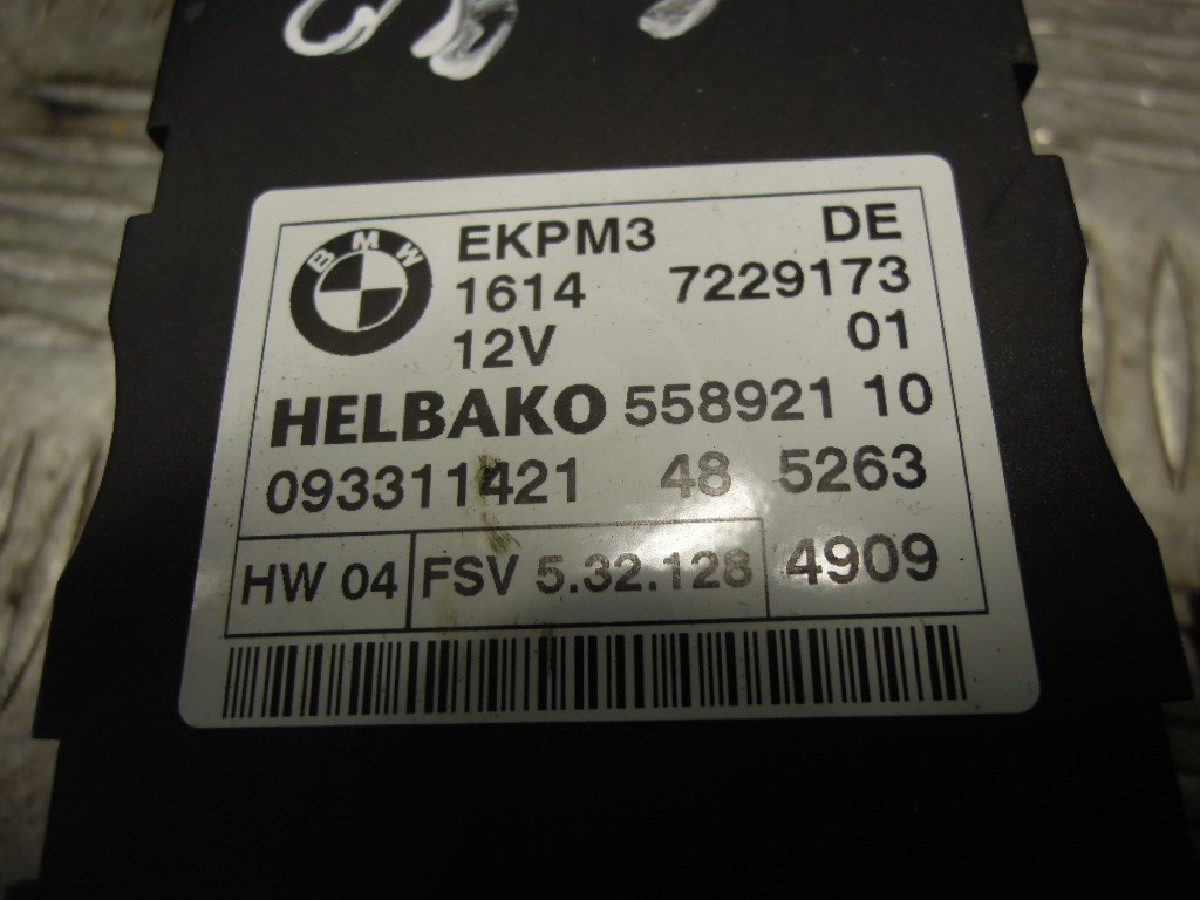 BMW
EKPM3 DE
1614 7229173
12V 01
HELBAKO 558921 10
093311421 48 5263
HW 04 FSV 5.32.128 4909